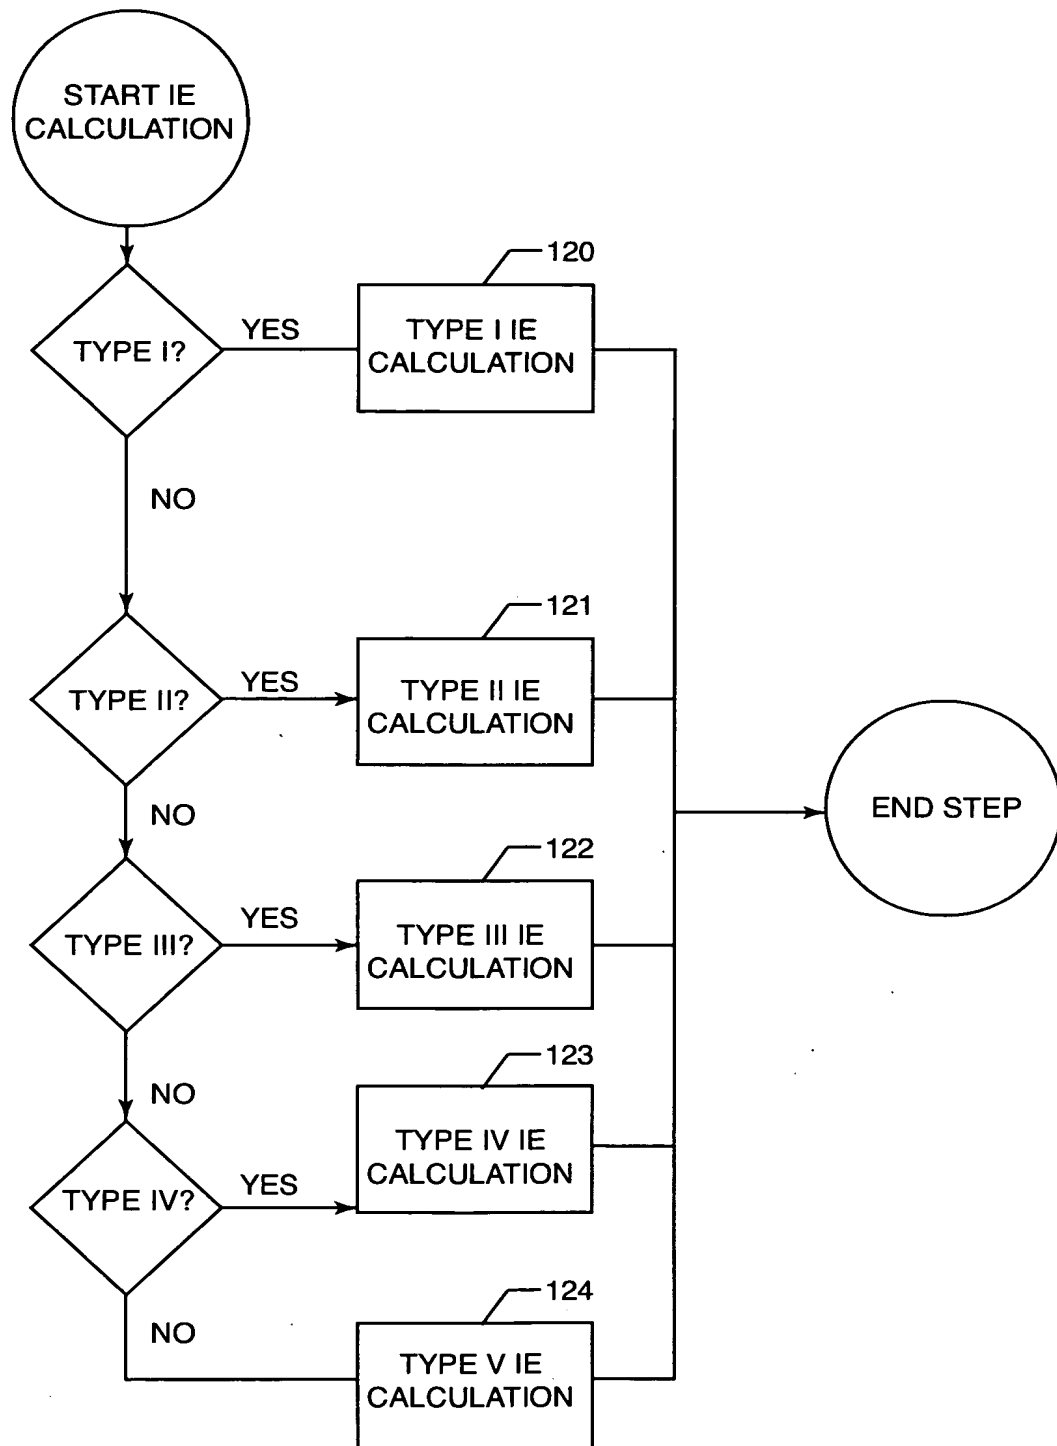 START IE
CALCULATION
120
TYPE I?
YES
TYPE I IE
CALCULATION
NO
121
TYPE II?
YES
TYPE II IE
CALCULATION
NO
END STEP
122
TYPE III?
YES
TYPE III IE
CALCULATION
NO
123
TYPE IV?
YES
TYPE IV IE
CALCULATION
NO
124
TYPE V IE
CALCULATION